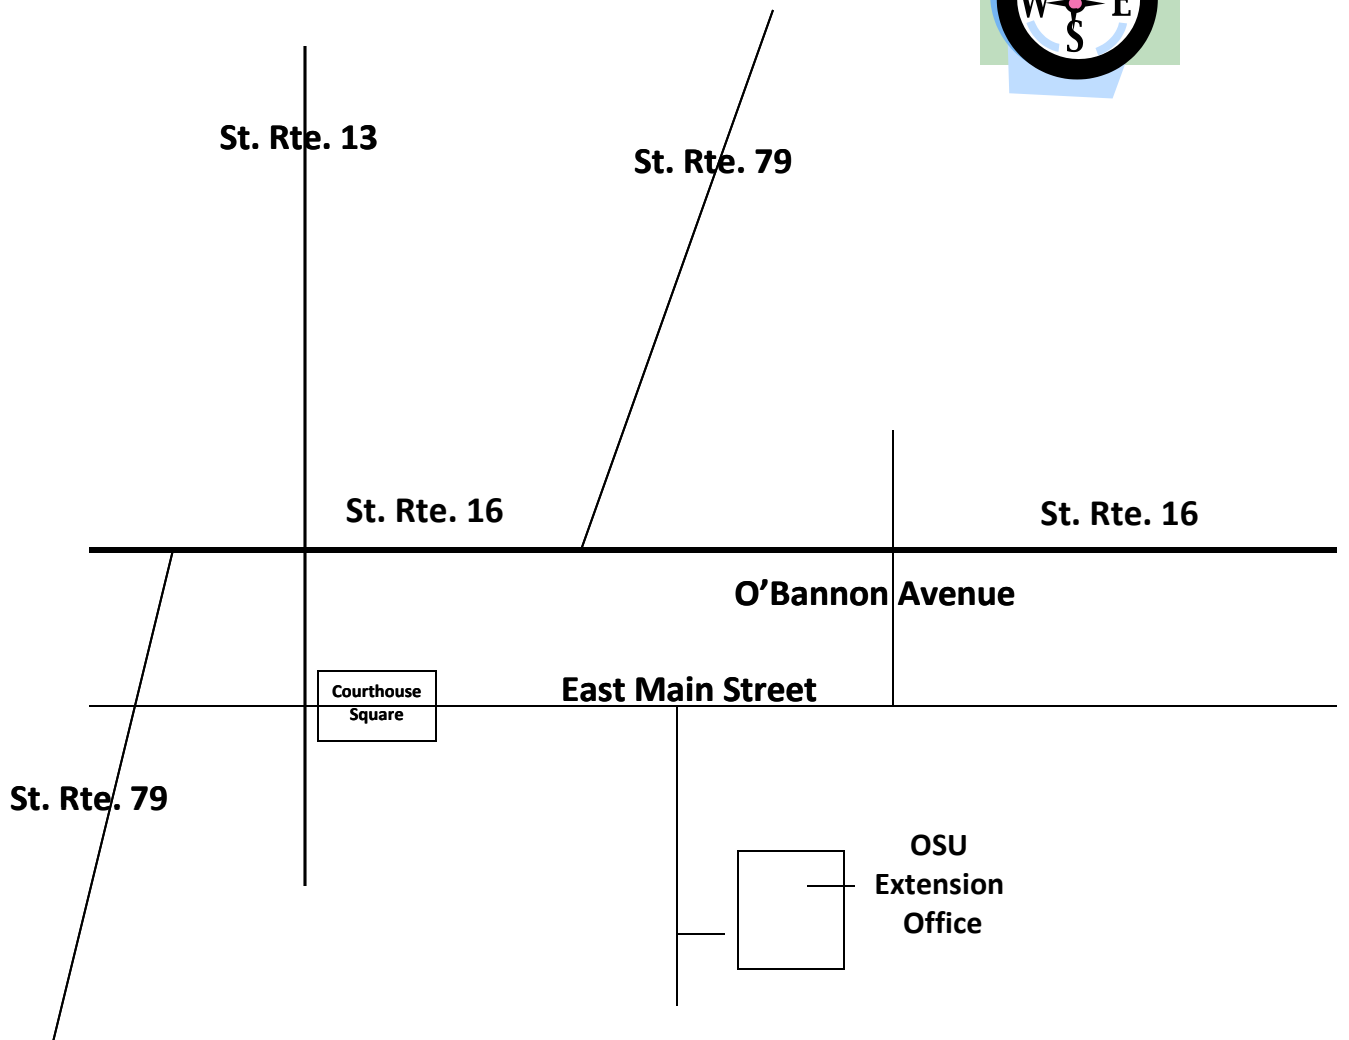 W E
S
St. Rte. 13
St. Rte. 79
St. Rte. 16
St. Rte. 16
O’Bannon Avenue
East Main Street
Courthouse
Square
St. Rte. 79
OSU
Extension
Office